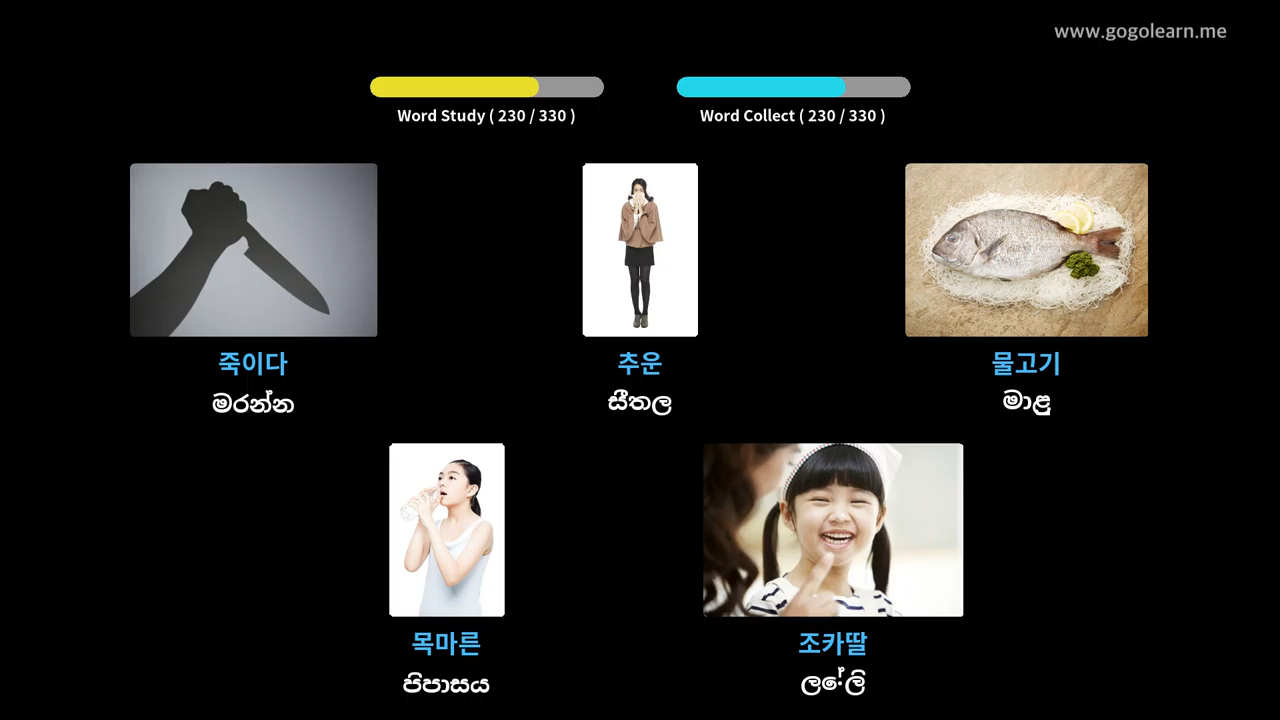 www.gogolearn.me
Word Study ( 230 / 330 )
Word Collect ( 230 / 330 )
죽이다
මරන්න
추운
සීතල
물고기
මාළු
목마른
පිපාසය
조카딸